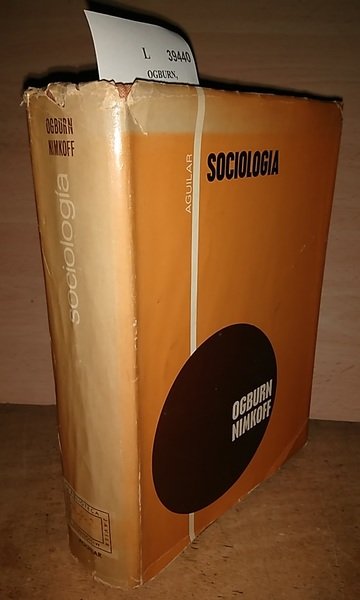 L 39440
OGBURN,
OGBURN
NIMKOFF
sociología
AGUILAR
SOCIOLOGIA
OGBURN
NIMKOFF